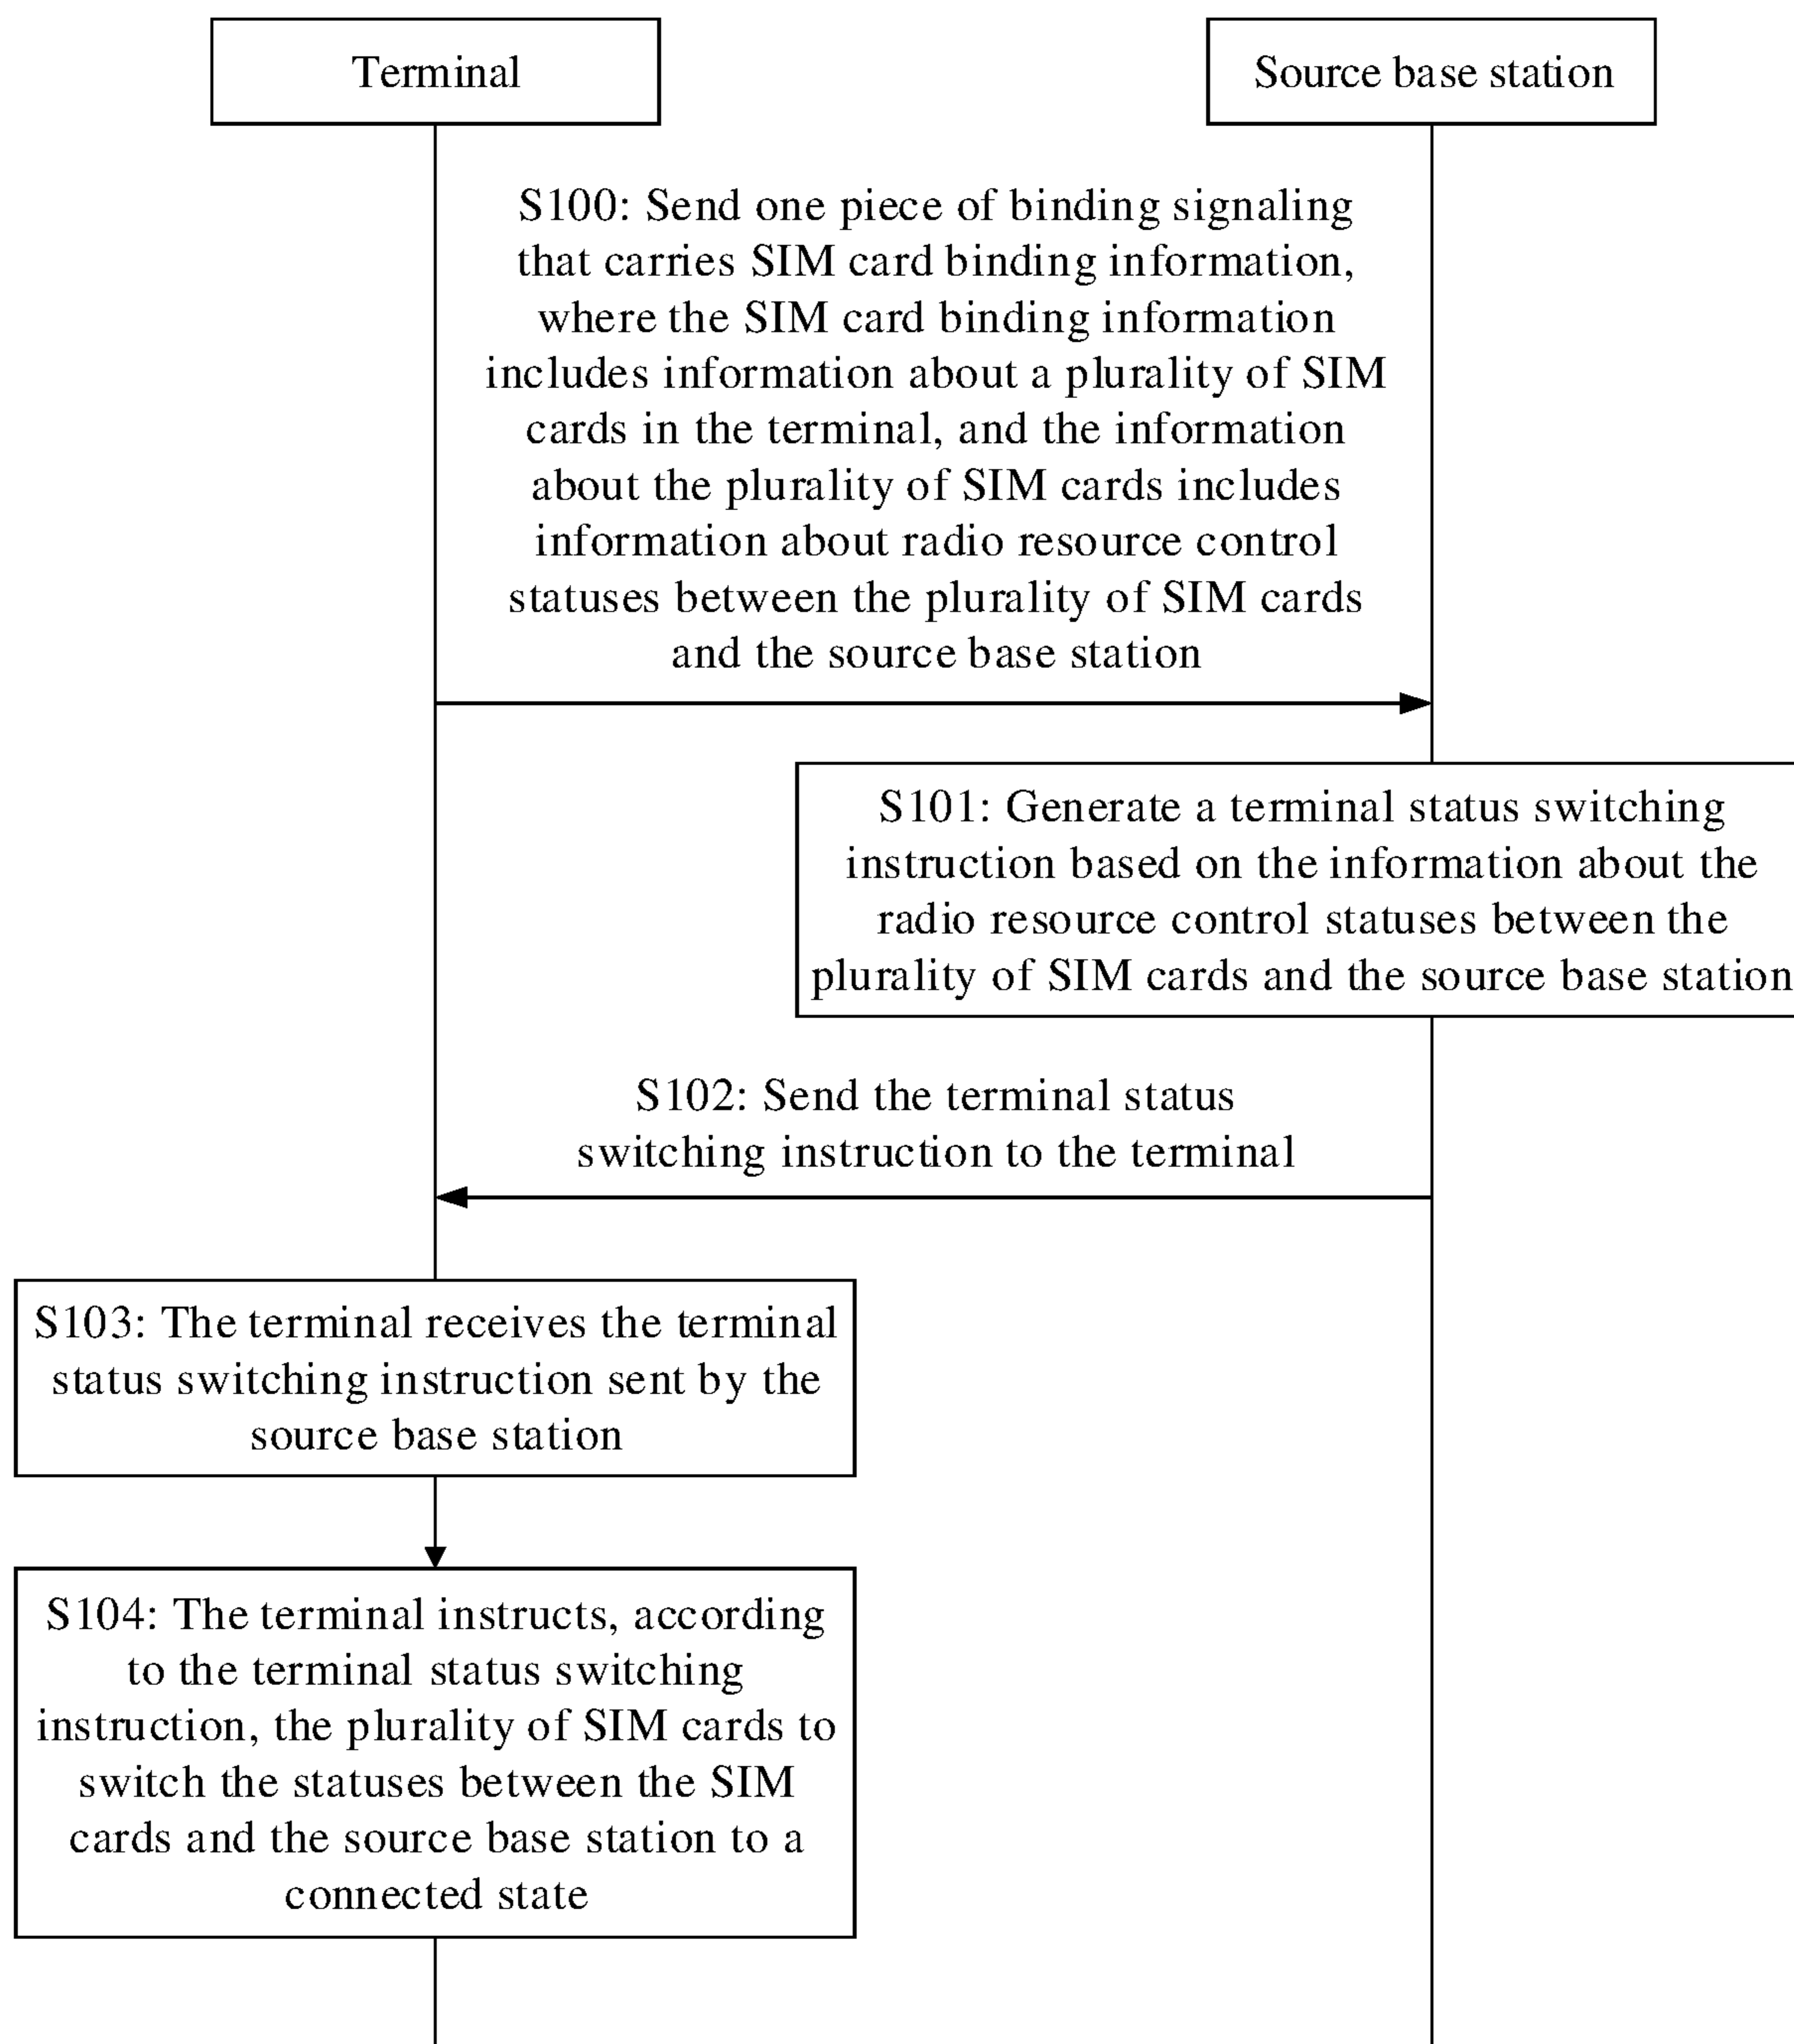 Terminal
Source base station
S100: Send one piece of binding signaling
that carries SIM card binding information,
where the SIM card binding information
includes information about a plurality of SIM
cards in the terminal, and the information
about the plurality of SIM cards includes
information about radio resource control
statuses between the plurality of SIM cards
and the source base station
S101: Generate a terminal status switching
instruction based on the information about the
radio resource control statuses between the
plurality of SIM cards and the source base station
S102: Send the terminal status
switching instruction to the terminal
S103: The terminal receives the terminal
status switching instruction sent by the
source base station
S104: The terminal instructs, according
to the terminal status switching
instruction, the plurality of SIM cards to
switch the statuses between the SIM
cards and the source base station to a
connected state